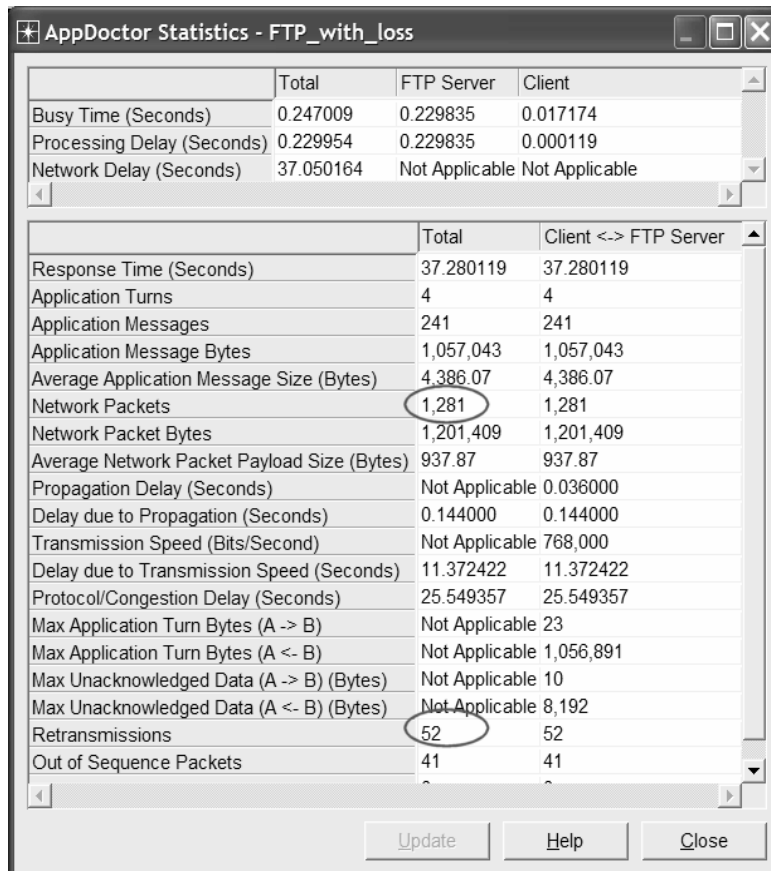 AppDoctor Statistics - FTP_with_loss
Total FTP Server Client
Busy Time (Seconds) 0.247009 0.229835 0.017174
Processing Delay (Seconds) 0.229954 0.229835 0.000119
Network Delay (Seconds) 37.050164 Not Applicable Not Applicable
Total Client <-> FTP Server
Response Time (Seconds) 37.280119 37.280119
Application Turns 4 4
Application Messages 241 241
Application Message Bytes 1,057,043 1,057,043
Average Application Message Size (Bytes) 4,386.07 4,386.07
Network Packets 1,281 1,281
Network Packet Bytes 1,201,409 1,201,409
Average Network Packet Payload Size (Bytes) 937.87 937.87
Propagation Delay (Seconds) Not Applicable 0.036000
Delay due to Propagation (Seconds) 0.144000 0.144000
Transmission Speed (Bits/Second) Not Applicable 768,000
Delay due to Transmission Speed (Seconds) 11.372422 11.372422
Protocol/Congestion Delay (Seconds) 25.549357 25.549357
Max Application Turn Bytes (A -> B) Not Applicable 23
Max Application Turn Bytes (A <- B) Not Applicable 1,056,891
Max Unacknowledged Data (A -> B) (Bytes) Not Applicable 10
Max Unacknowledged Data (A <- B) (Bytes) Not Applicable 8,192
Retransmissions 52 52
Out of Sequence Packets 41 41
Update Help Close